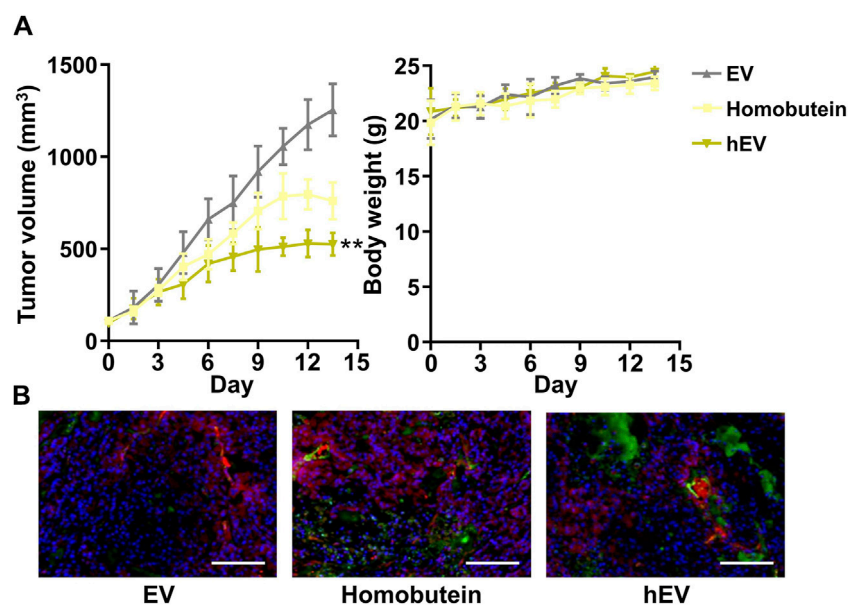 A
1500
1000
500
0
0 3 6 9 12 15
Tumor volume (mm³)
Day
**
25
20
15
10
5
0
0 3 6 9 12 15
Body weight (g)
Day
EV
Homobutein
hEV
B
EV Homobutein hEV